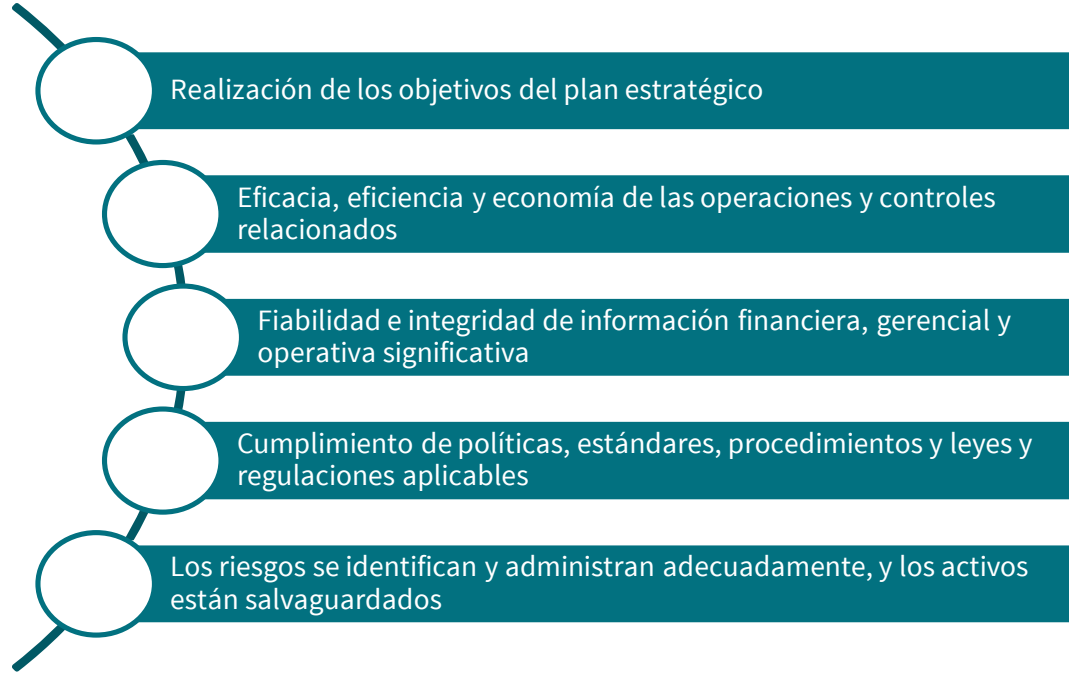 Realización de los objetivos del plan estratégico
Eficacia, eficiencia y economía de las operaciones y controles
relacionados
Fiabilidad e integridad de información financiera, gerencial y
operativa significativa
Cumplimiento de políticas, estándares, procedimientos y leyes y
regulaciones aplicables
Los riesgos se identifican y administran adecuadamente, y los activos
están salvaguardados